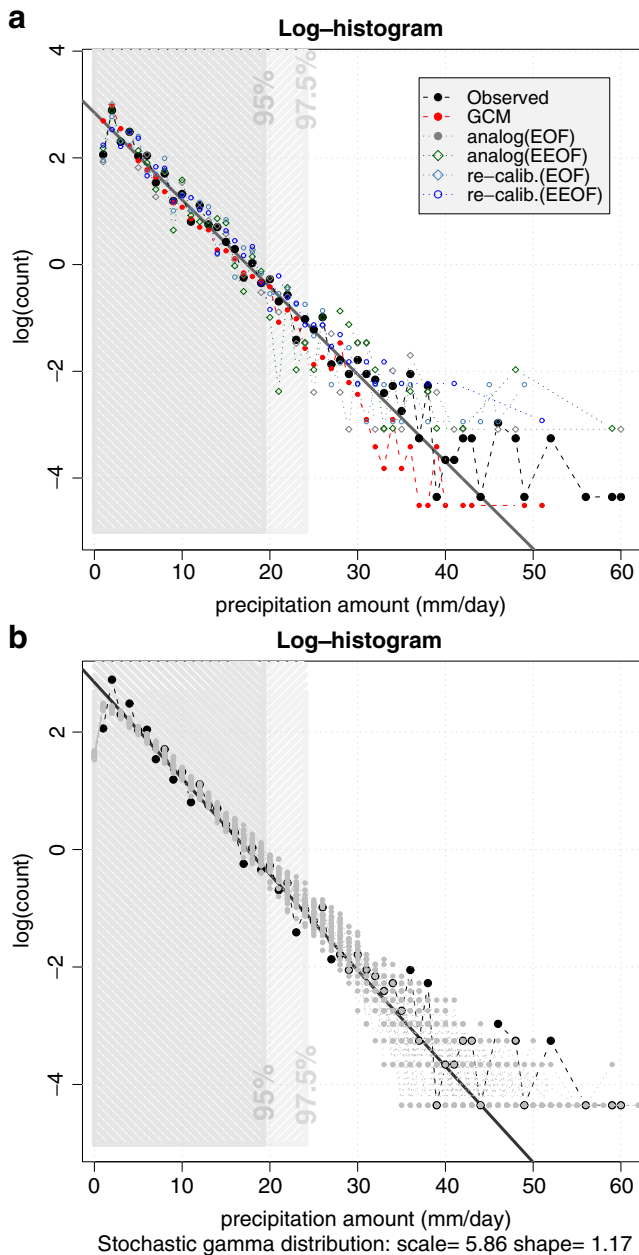 a
Log−histogram
4
2
0
−2
−4
log(count)
95%
97.5%
Observed
GCM
analog(EOF)
analog(EEOF)
re−calib.(EOF)
re−calib.(EEOF)
0 10 20 30 40 50 60
precipitation amount (mm/day)
b
Log−histogram
2
0
−2
−4
log(count)
95%
97.5%
0 10 20 30 40 50 60
precipitation amount (mm/day)
Stochastic gamma distribution: scale= 5.86 shape= 1.17